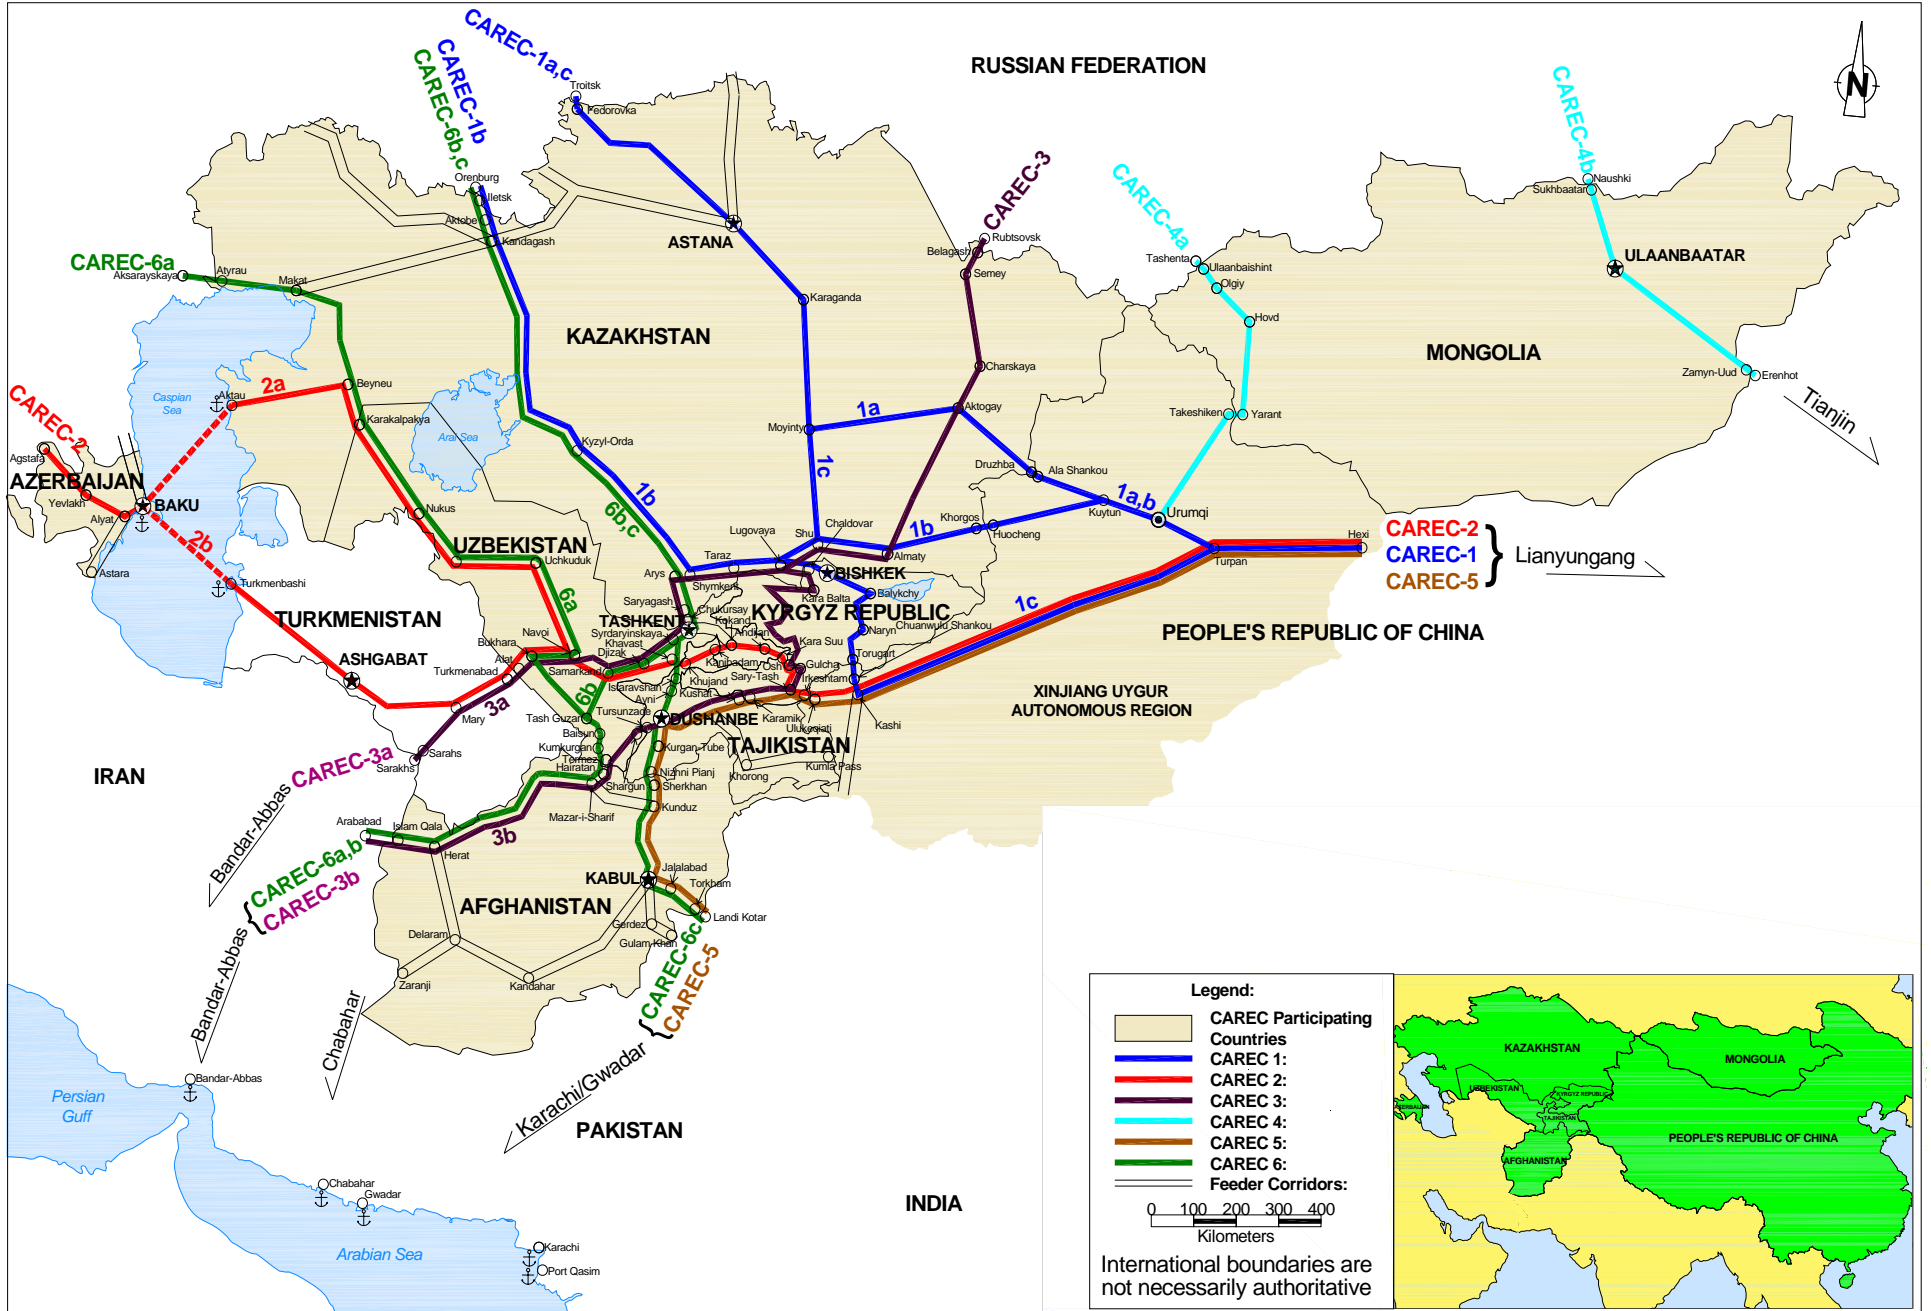 CAREC-1a,c
CAREC-1b
CAREC-6b,c
RUSSIAN FEDERATION
N
Troitsk
Fedorovka
Orenburg
Iletsk
Aktobe
Kandagash
ASTANA
CAREC-3
Rubtsovsk
Belagash
Semey
CAREC-4a
Tashenta
Ulaanbaishint
Olgiy
Hovd
CAREC-4b
Naushki
Sukhbaatar
ULAANBAATAR
CAREC-6a
Aksarayskaya
Atyrau
Makat
Karaganda
KAZAKHSTAN
MONGOLIA
Charskaya
Zamyn-Uud
Erenhot
Tianjin
Caspian
Sea
Aktau
2a
Beyneu
Karakalpakya
Aral Sea
Kyzyl-Orda
Moyinty
1a
Aktogay
Takeshiken
Yarant
CAREC-2
Agstafa
AZERBAIJAN
Yevlakh
BAKU
Alyat
Astara
2b
Nukus
1b
6b,c
1c
Druzhba
Ala Shankou
1a,b
Kuytun
Urumqi
Khorgos
Huocheng
1b
Chaldovar
Shu
Lugovaya
Almaty
Turpan
Hexi
CAREC-2
CAREC-1
CAREC-5
Lianyungang
UZBEKISTAN
Uchkuduk
Turkmenbashi
TURKMENISTAN
ASHGABAT
6a
Arys
Taraz
Shymkent
BISHKEK
Kara Balta
Balykchy
Saryagash
Chukursay
TASHKENT
KYRGYZ REPUBLIC
Naryn
Chuanwulu Shankou
1c
PEOPLE'S REPUBLIC OF CHINA
Syrdaryinskaya
Kokand
Andijan
Khavast
Kara Suu
Navoi
Bukhara
Djizak
Alat
Turkmenabad
Samarkand
Kanibadam
Osh
Gulcha
Torugart
Khujand
Sary-Tash
Irkeshtam
Istaravshan
Kushat
Ayni
XINJIANG UYGUR
AUTONOMOUS REGION
3a
6b
Mary
Tash Guzar
Tursunzade
DUSHANBE
Karamik
Ulukeqiati
Kashi
Baisun
Kumkurgan
Kurgan-Tube
TAJIKISTAN
Sarahs
Sarakhs
CAREC-3a
Termez
Hairatan
Nizhni Pianj
Khorong
Kumla Pass
IRAN
Shargun
Sherkhan
Kunduz
Mazar-i-Sharif
Bandar-Abbas
Arababad
Islam Qala
Herat
3b
CAREC-6a,b
CAREC-3b
KABUL
Jalalabad
Torkham
Landi Kotar
AFGHANISTAN
Gerdez
Gulam Khan
Delaram
Zaranji
Kandahar
Bandar-Abbas
Chabahar
CAREC-6c
CAREC-5
Karachi/Gwadar
Persian
Guff
Bandar-Abbas
PAKISTAN
Chabahar
Gwadar
INDIA
Arabian Sea
Karachi
Port Qasim
Legend:
CAREC Participating
Countries
CAREC 1:
CAREC 2:
CAREC 3:
CAREC 4:
CAREC 5:
CAREC 6:
Feeder Corridors:
0 100 200 300 400
Kilometers
International boundaries are
not necessarily authoritative
KAZAKHSTAN
MONGOLIA
UZBEKISTAN
KYRGYZ REPUBLIC
AZERBAIJAN
TAJIKISTAN
AFGHANISTAN
PEOPLE'S REPUBLIC OF CHINA